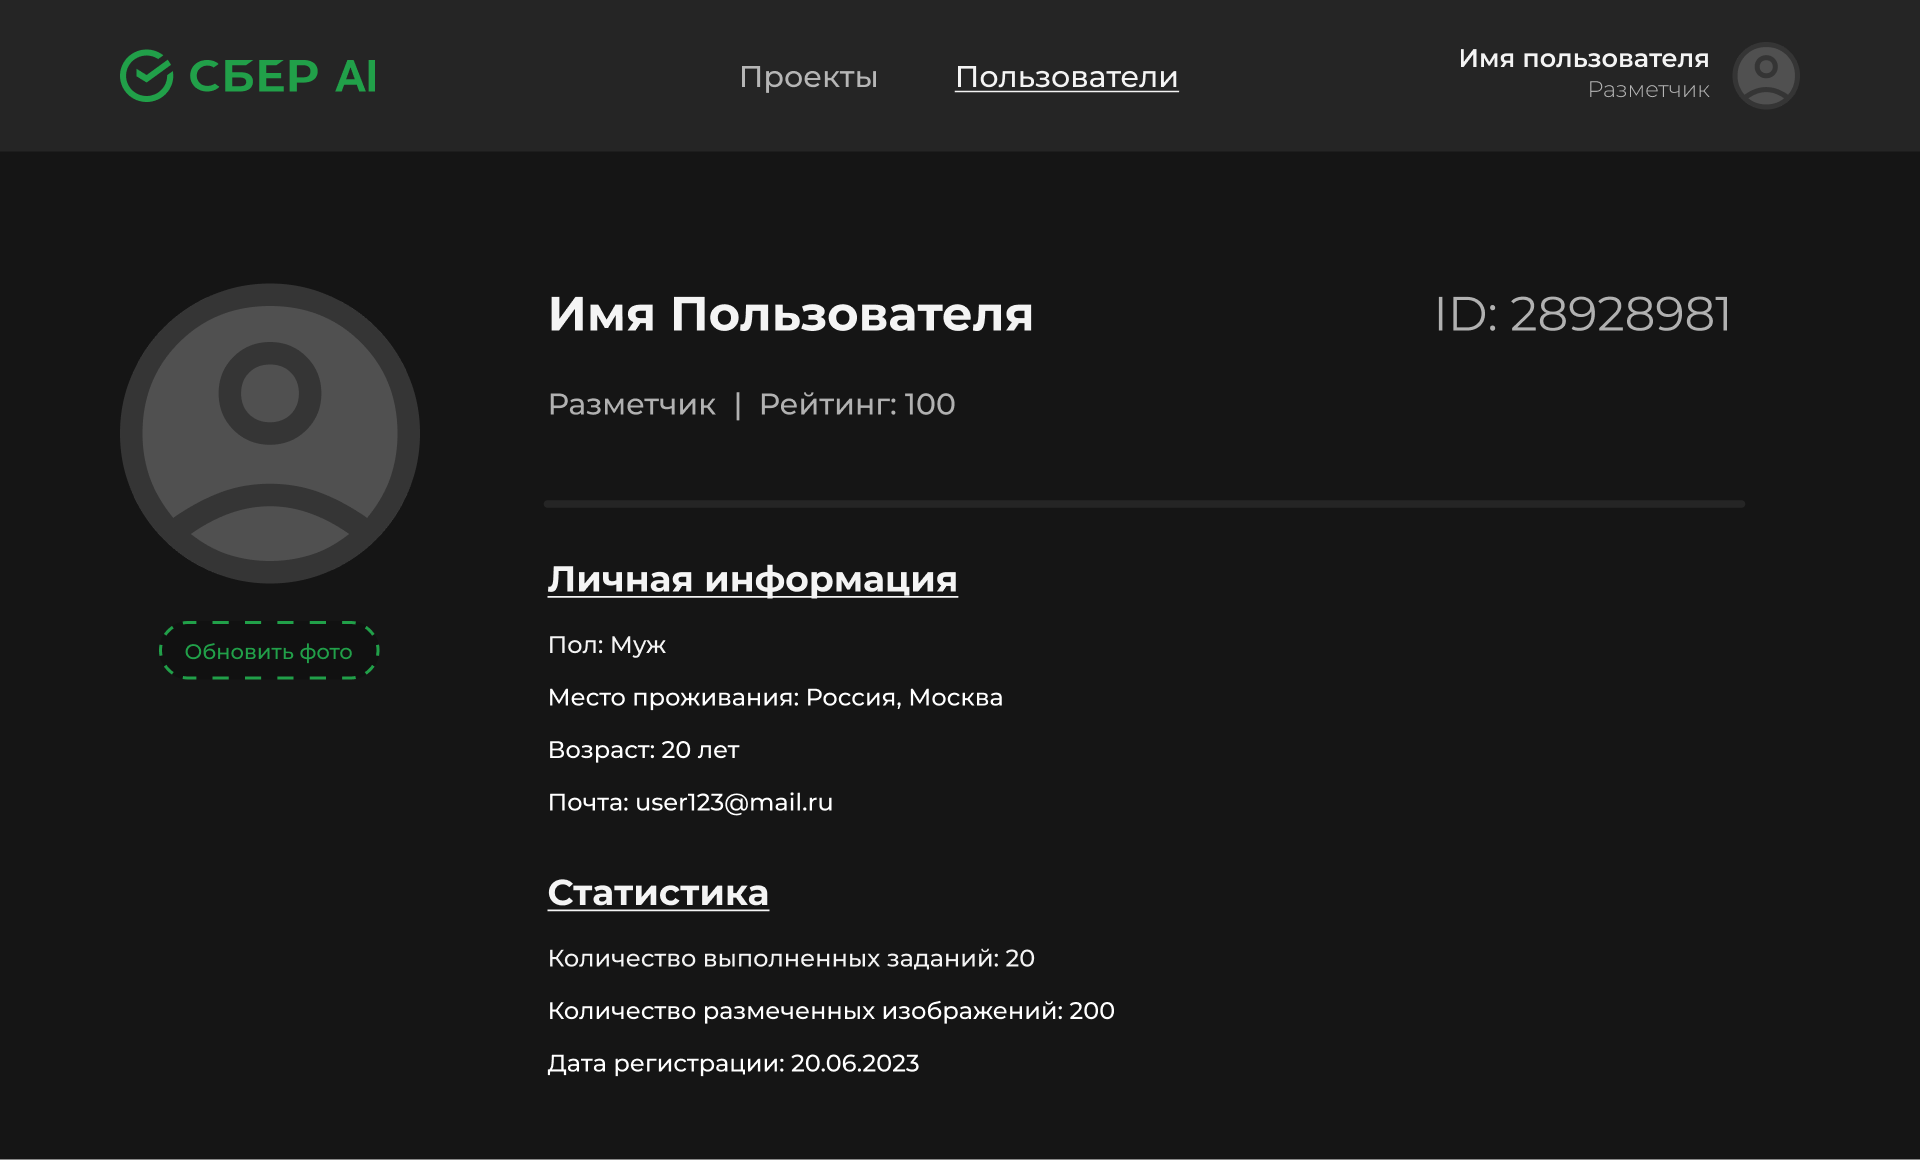 СБЕР AI
Проекты
Пользователи
Имя пользователя
Разметчик
Имя Пользователя
ID: 28928981
Разметчик | Рейтинг: 100
Обновить фото
Личная информация
Пол: Муж
Место проживания: Россия, Москва
Возраст: 20 лет
Почта: user123@mail.ru
Статистика
Количество выполненных заданий: 20
Количество размеченных изображений: 200
Дата регистрации: 20.06.2023